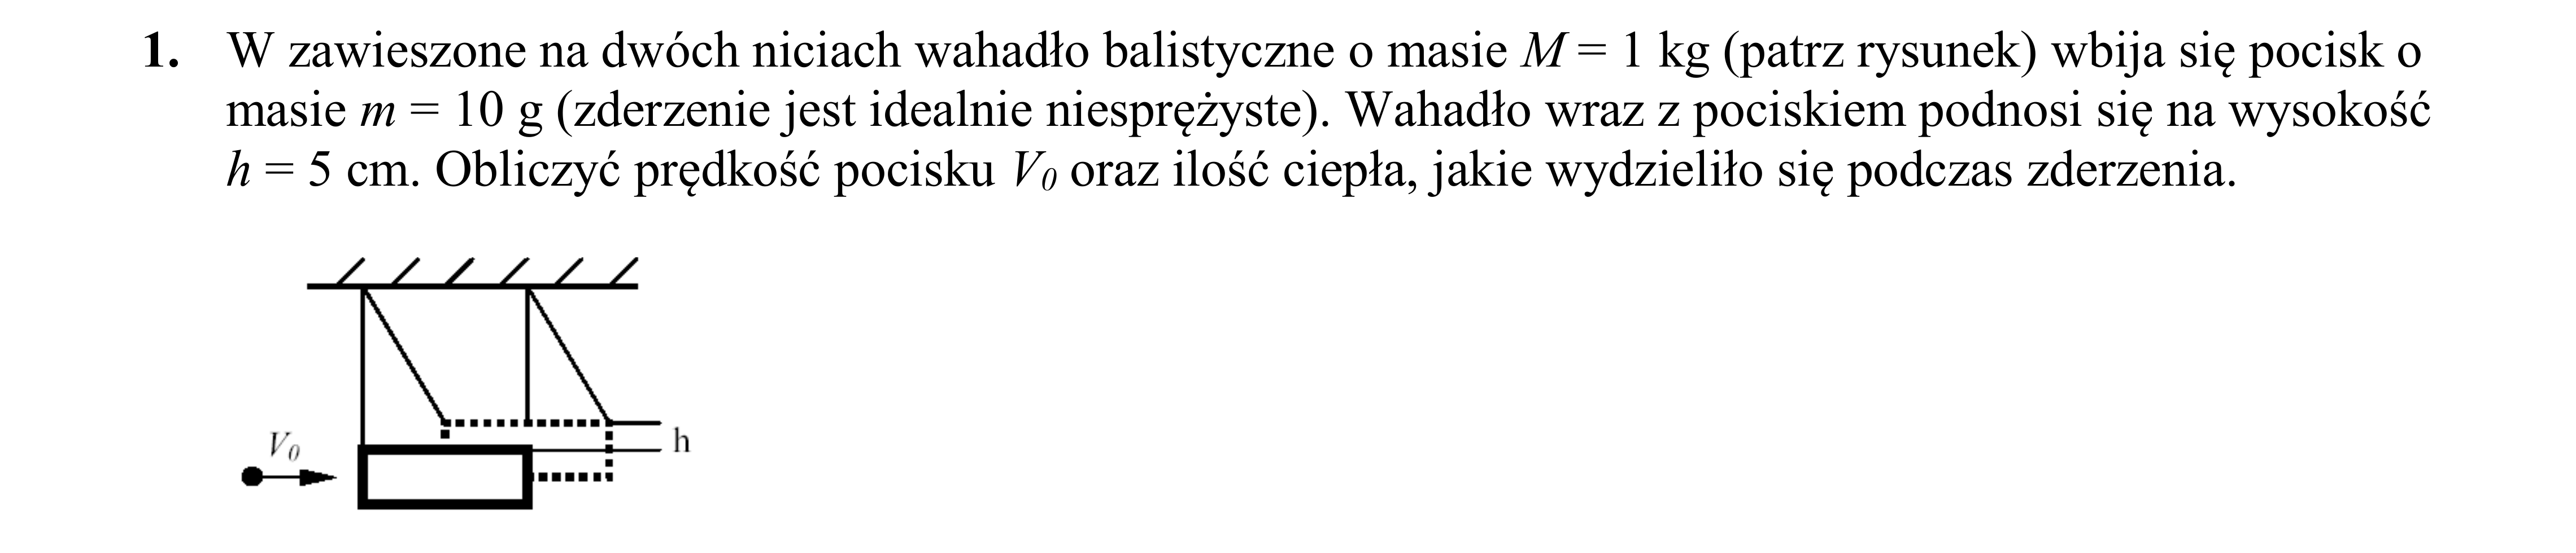 1. W zawieszone na dwóch niciach wahadło balistyczne o masie M = 1 kg (patrz rysunek) wbija się pocisk o
masie m = 10 g (zderzenie jest idealnie niesprężyste). Wahadło wraz z pociskiem podnosi się na wysokość
h = 5 cm. Obliczyć prędkość pocisku V0 oraz ilość ciepła, jakie wydzieliło się podczas zderzenia.
V0
h